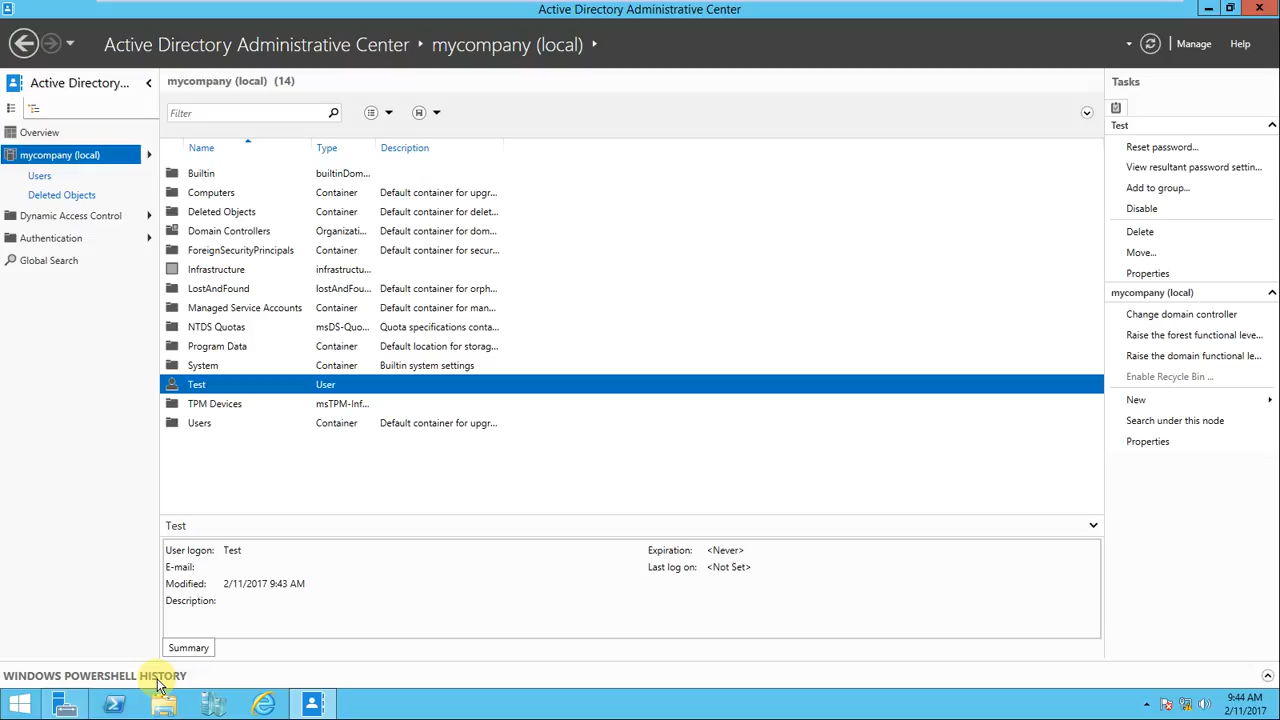 Active Directory Administrative Center
Active Directory Administrative Center • mycompany (local) •
Manage
Help
Active Directory...
Overview
mycompany (local)
Users
Deleted Objects
Dynamic Access Control
Authentication
Global Search
mycompany (local) (14)
Filter
Name Type Description
Builtin builtinDom...
Computers Container Default container for upgr...
Deleted Objects Container Default container for delet...
Domain Controllers Organizati... Default container for dom...
ForeignSecurityPrincipals Container Default container for secur...
Infrastructure infrastructu...
LostAndFound lostAndFou... Default container for orph...
Managed Service Accounts Container Default container for man...
NTDS Quotas msDS-Quo... Quota specifications conta...
Program Data Container Default location for storag...
System Container Builtin system settings
Test User
TPM Devices msTPM-Inf...
Users Container Default container for upgr...
Test
User logon: Test
E-mail:
Modified: 2/11/2017 9:43 AM
Description:
Expiration: <Never>
Last log on: <Not Set>
Summary
Tasks
Test
Reset password...
View resultant password settin...
Add to group...
Disable
Delete
Move...
Properties
mycompany (local)
Change domain controller
Raise the forest functional leve...
Raise the domain functional le...
Enable Recycle Bin ...
New
Search under this node
Properties
WINDOWS POWERSHELL HISTORY
9:44 AM
2/11/2017